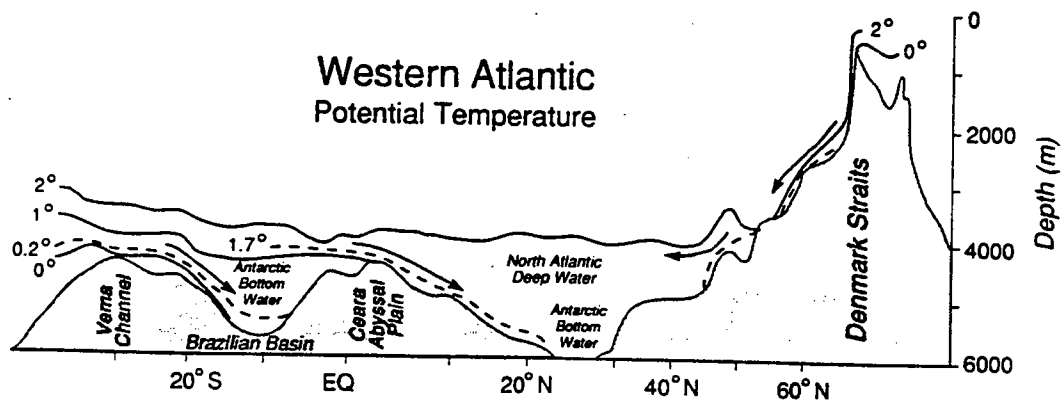 Western Atlantic
Potential Temperature
0
2°
0°
2000
Depth (m)
Denmark Straits
2°
1°
0.2°
0°
1.7°
4000
North Atlantic
Deep Water
Antarctic
Bottom
Water
Antarctic
Bottom
Water
Vema
Channel
Ceara
Abyssal
Plain
Brazilian Basin
6000
20° S
EQ
20° N
40° N
60° N